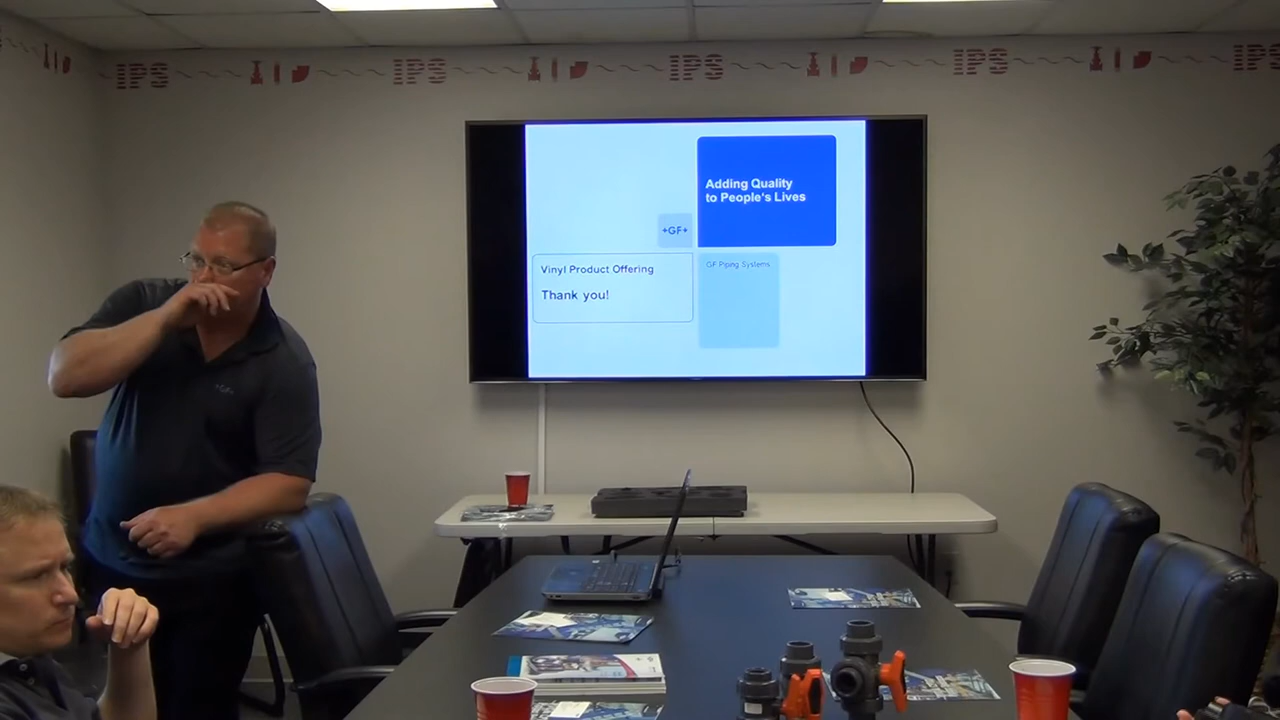 IPS IPS IPS IPS IPS
Adding Quality
to People's Lives
+GF+
Vinyl Product Offering
Thank you!
GF Piping Systems
+GF+